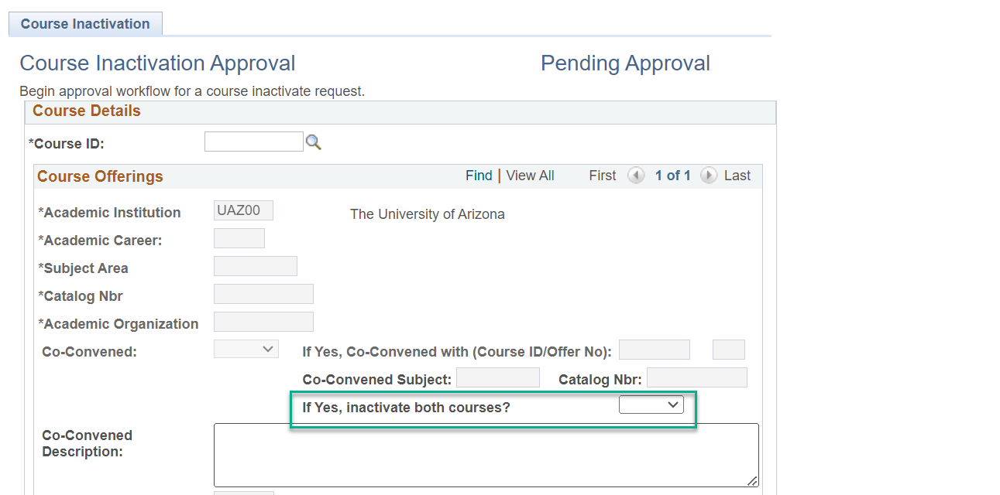 Course Inactivation
Course Inactivation Approval Pending Approval
Begin approval workflow for a course inactivate request.
Course Details
*Course ID:
Course Offerings Find | View All First 1 of 1 Last
*Academic Institution UAZ00 The University of Arizona
*Academic Career:
*Subject Area
*Catalog Nbr
*Academic Organization
Co-Convened: If Yes, Co-Convened with (Course ID/Offer No):
Co-Convened Subject: Catalog Nbr:
If Yes, inactivate both courses?
Co-Convened
Description: